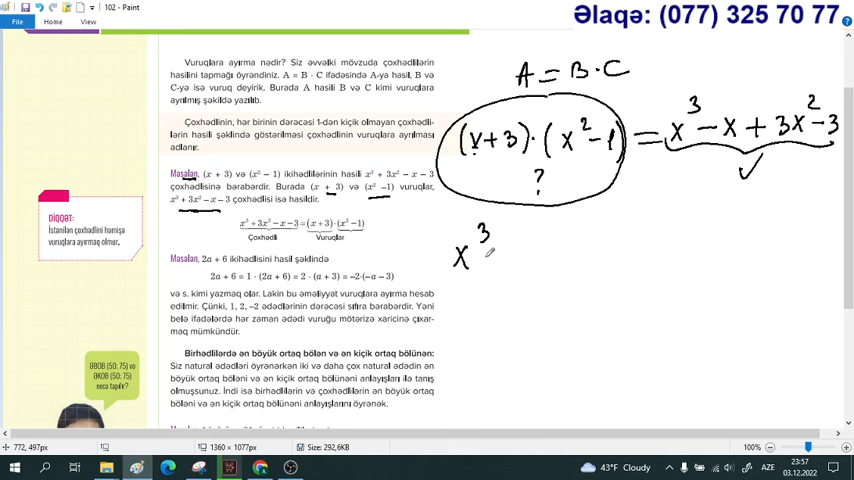 102 - Paint
Əlaqə: (077) 325 70 77
File Home View
Vuruqlara ayırma nədir? Siz əvvəlki mövzuda çoxhədlilərin
hasilini tapmağı öyrəndiniz. A = B · C ifadəsində A-ya hasil, B və
C-yə isə vuruq deyirik. Burada A hasili B və C kimi vuruqlara
ayrılmış şəkildə yazılıb.
Çoxhədlinin, hər birinin dərəcəsi 1-dən kiçik olmayan çoxhədli-
lərin hasili şəklində göstərilməsi çoxhədlinin vuruqlara ayrılması
adlanır.
Məsələn, (x + 3) və (x² − 1) ikihədlilərinin hasili x³ + 3x² − x − 3
çoxhədlisinə bərabərdir. Burada (x + 3) və (x² −1) vuruqlar,
x³ + 3x² − x − 3 çoxhədlisi isə hasildir.
x³ + 3x² − x − 3 = (x + 3) · (x² −1)
Çoxhədli Vuruqlar
Məsələn, 2a + 6 ikihədlisini hasil şəklində
2a + 6 = 1 · (2a + 6) = 2 · (a + 3) = −2·(−a − 3)
və s. kimi yazmaq olar. Lakin bu əməliyyat vuruqlara ayırma hesab
edilmir. Çünki, 1, 2, −2 ədədlərinin dərəcəsi sıfıra bərabərdir. Yəni
belə ifadələrdə hər zaman ədədi vuruğu mötərizə xaricinə çıxar-
maq mümkündür.
Birhədlilərdə ən böyük ortaq bölən və ən kiçik ortaq bölünən:
Siz natural ədədləri öyrənərkən iki və daha çox natural ədədin ən
böyük ortaq böləni və ən kiçik ortaq bölünəni anlayışları ilə tanış
olmuşsunuz. İndi isə birhədlilərin və çoxhədlilərin ən böyük ortaq
böləni və ən kiçik ortaq bölünəni anlayışlarını öyrənək.
DİQQƏT:
İstənilən çoxhədlini həmişə
vuruqlara ayırmaq olmur.
ƏBOB (50; 75) və
ƏKOB (50; 75)
necə tapılır?
A = B · C
(x+3) · (x² −1) = x³ − x + 3x² − 3
?
x³
772, 497px 1360 × 1077px Size: 292,6KB 100%
43°F Cloudy AZE 23:57
03.12.2022